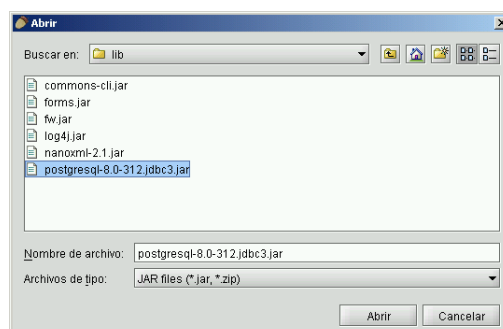 Abrir
Buscar en: lib
commons-cli.jar
forms.jar
fw.jar
log4j.jar
nanoxml-2.1.jar
postgresql-8.0-312.jdbc3.jar
Nombre de archivo: postgresql-8.0-312.jdbc3.jar
Archivos de tipo: JAR files (*.jar, *.zip)
Abrir Cancelar